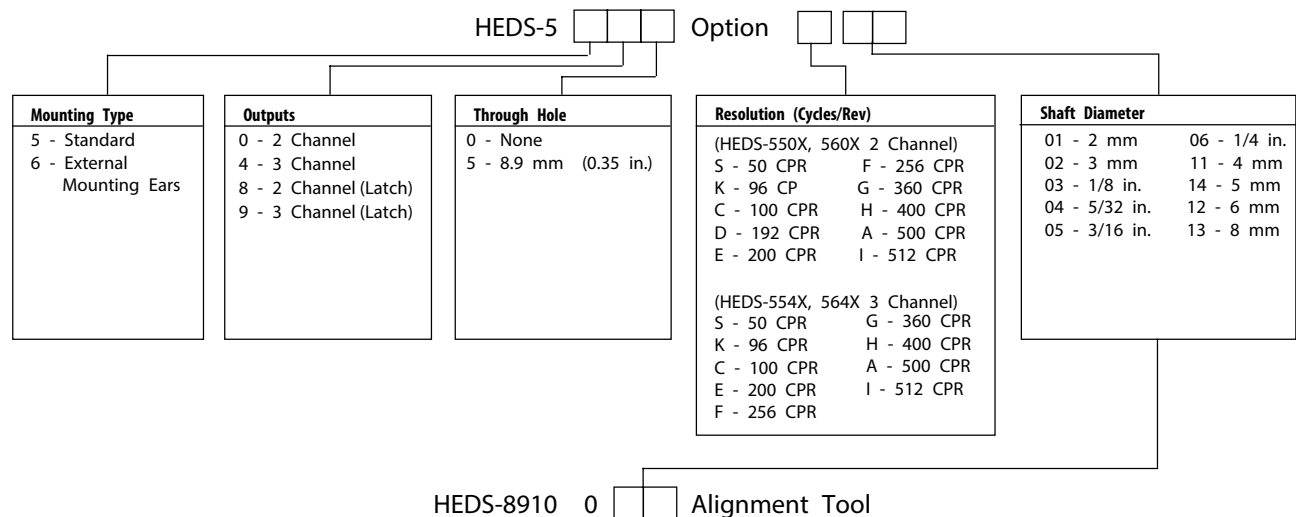 HEDS-5 Option
Mounting Type
5 - Standard
6 - External
Mounting Ears
Outputs
0 - 2 Channel
4 - 3 Channel
8 - 2 Channel (Latch)
9 - 3 Channel (Latch)
Through Hole
0 - None
5 - 8.9 mm (0.35 in.)
Resolution (Cycles/Rev)
(HEDS-550X, 560X 2 Channel)
S - 50 CPR F - 256 CPR
K - 96 CP G - 360 CPR
C - 100 CPR H - 400 CPR
D - 192 CPR A - 500 CPR
E - 200 CPR I - 512 CPR
(HEDS-554X, 564X 3 Channel)
S - 50 CPR G - 360 CPR
K - 96 CPR H - 400 CPR
C - 100 CPR A - 500 CPR
E - 200 CPR I - 512 CPR
F - 256 CPR
Shaft Diameter
01 - 2 mm 06 - 1/4 in.
02 - 3 mm 11 - 4 mm
03 - 1/8 in. 14 - 5 mm
04 - 5/32 in. 12 - 6 mm
05 - 3/16 in. 13 - 8 mm
HEDS-8910 0 Alignment Tool